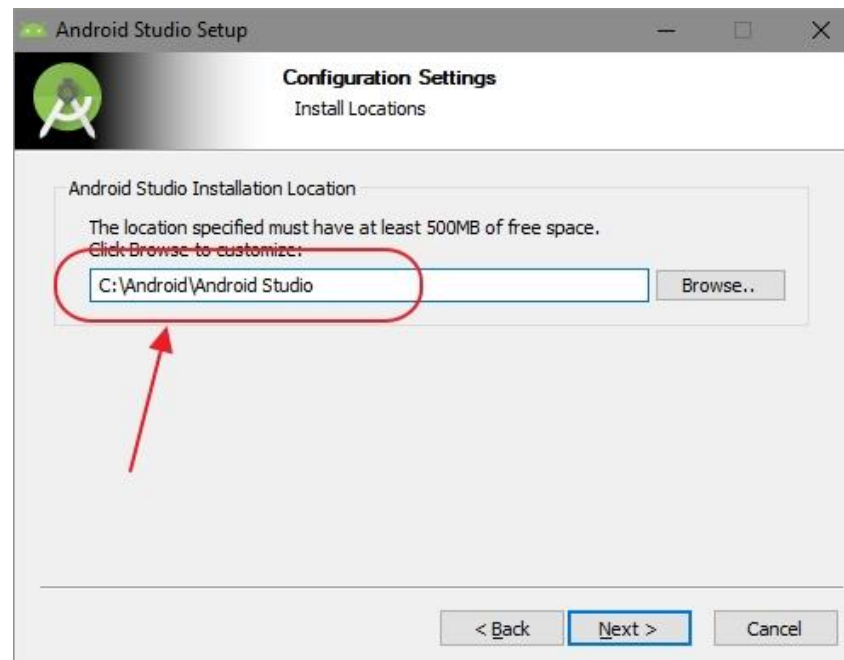 Android Studio Setup
Configuration Settings
Install Locations
Android Studio Installation Location
The location specified must have at least 500MB of free space.
Click Browse to customize:
C:\Android\Android Studio
Browse..
< Back
Next >
Cancel